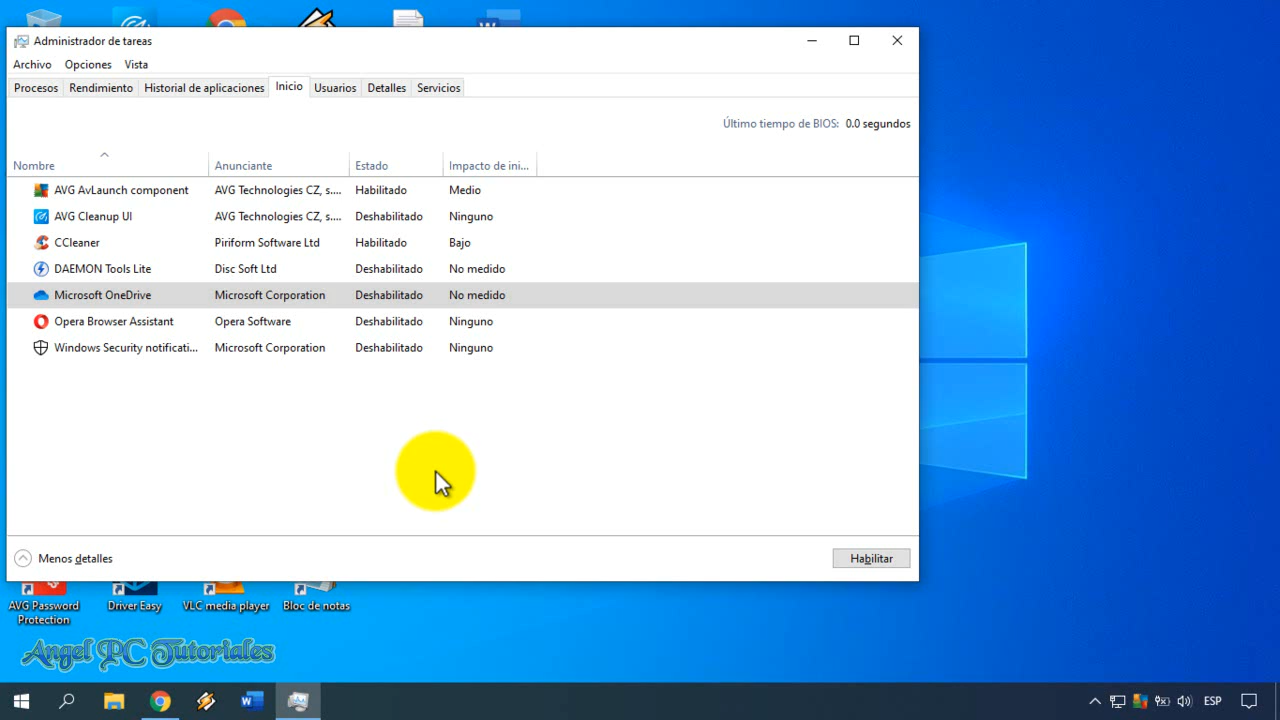 Administrador de tareas
Archivo Opciones Vista
Procesos Rendimiento Historial de aplicaciones Inicio Usuarios Detalles Servicios
Último tiempo de BIOS: 0.0 segundos
Nombre Anunciante Estado Impacto de ini...
AVG AvLaunch component AVG Technologies CZ, s.... Habilitado Medio
AVG Cleanup UI AVG Technologies CZ, s.... Deshabilitado Ninguno
CCleaner Piriform Software Ltd Habilitado Bajo
DAEMON Tools Lite Disc Soft Ltd Deshabilitado No medido
Microsoft OneDrive Microsoft Corporation Deshabilitado No medido
Opera Browser Assistant Opera Software Deshabilitado Ninguno
Windows Security notificati... Microsoft Corporation Deshabilitado Ninguno
Menos detalles Habilitar
AVG Password Protection Driver Easy VLC media player Bloc de notas
Angel PC Tutoriales
ESP